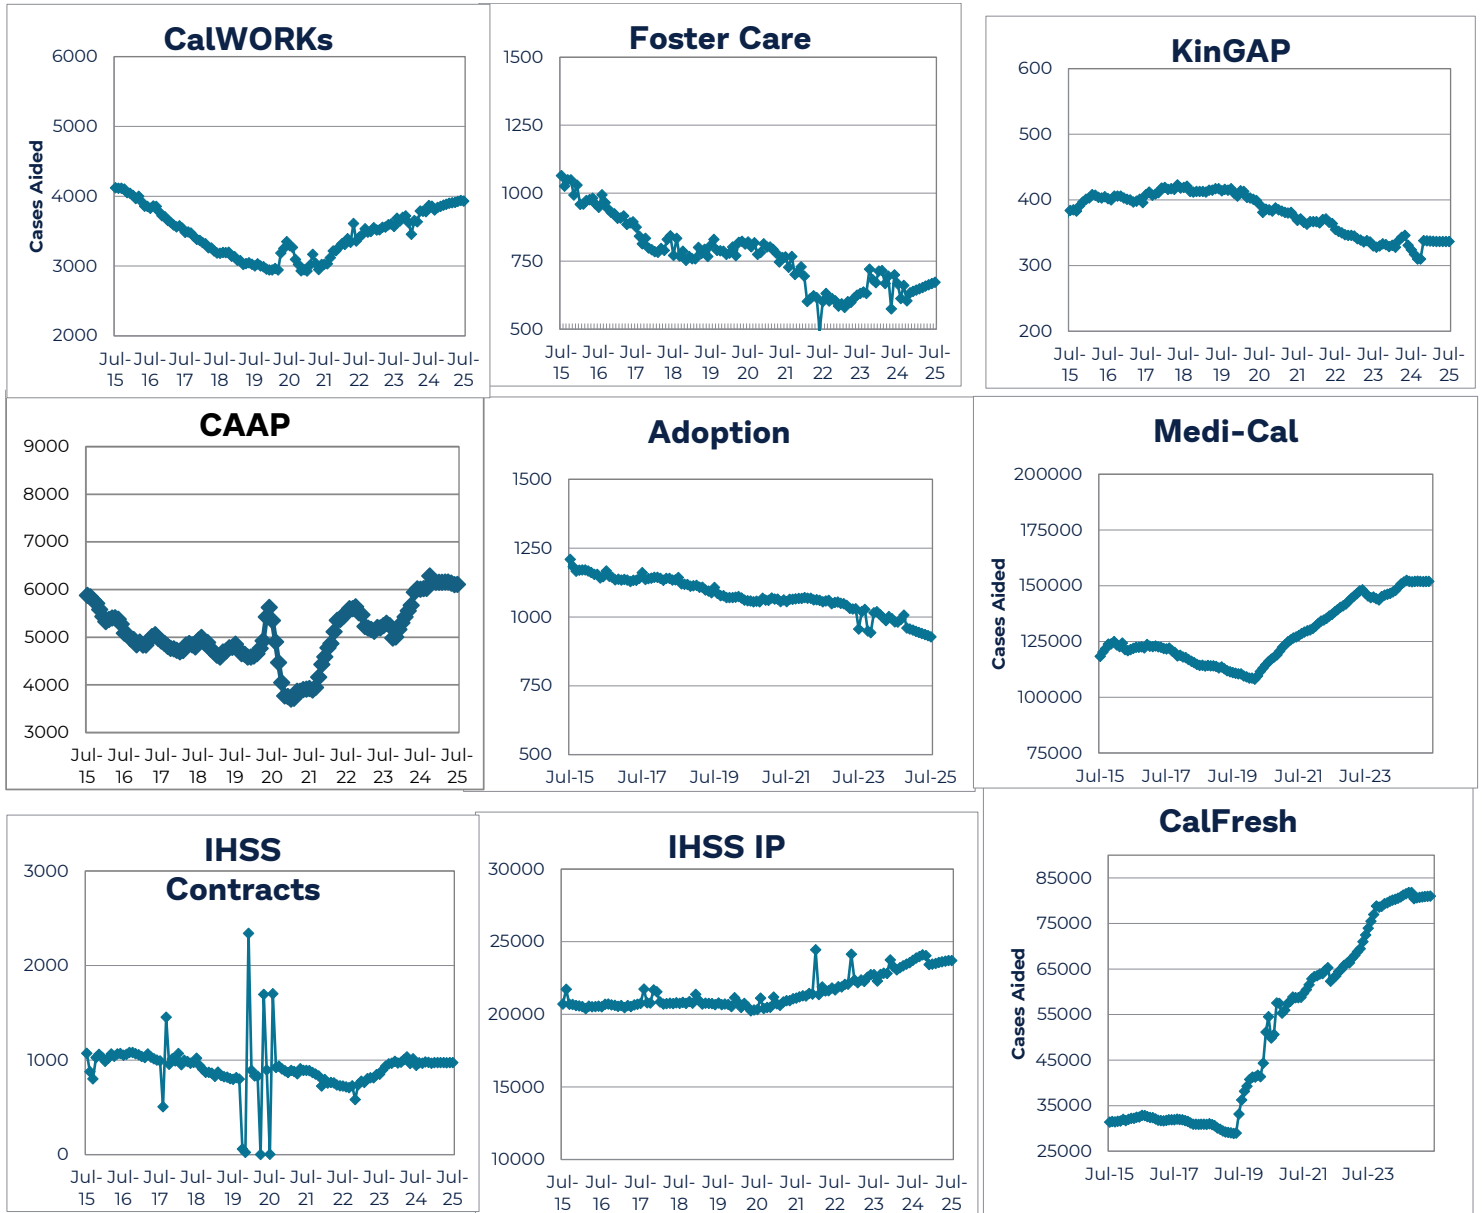 CalWORKs
Cases Aided
6000
5000
4000
3000
2000
Jul- Jul- Jul- Jul- Jul- Jul- Jul- Jul- Jul- Jul- Jul-
15 16 17 18 19 20 21 22 23 24 25
Foster Care
1500
1250
1000
750
500
Jul- Jul- Jul- Jul- Jul- Jul- Jul- Jul- Jul- Jul- Jul-
15 16 17 18 19 20 21 22 23 24 25
KinGAP
600
500
400
300
200
Jul- Jul- Jul- Jul- Jul- Jul- Jul- Jul- Jul- Jul- Jul-
15 16 17 18 19 20 21 22 23 24 25
CAAP
9000
8000
7000
6000
5000
4000
3000
Jul- Jul- Jul- Jul- Jul- Jul- Jul- Jul- Jul- Jul- Jul-
15 16 17 18 19 20 21 22 23 24 25
Adoption
1500
1250
1000
750
500
Jul-15 Jul-17 Jul-19 Jul-21 Jul-23 Jul-25
Medi-Cal
Cases Aided
200000
175000
150000
125000
100000
75000
Jul-15 Jul-17 Jul-19 Jul-21 Jul-23
IHSS
Contracts
3000
2000
1000
0
Jul- Jul- Jul- Jul- Jul- Jul- Jul- Jul- Jul- Jul- Jul-
15 16 17 18 19 20 21 22 23 24 25
IHSS IP
30000
25000
20000
15000
10000
Jul- Jul- Jul- Jul- Jul- Jul- Jul- Jul- Jul- Jul- Jul-
15 16 17 18 19 20 21 22 23 24 25
CalFresh
Cases Aided
85000
75000
65000
55000
45000
35000
25000
Jul-15 Jul-17 Jul-19 Jul-21 Jul-23